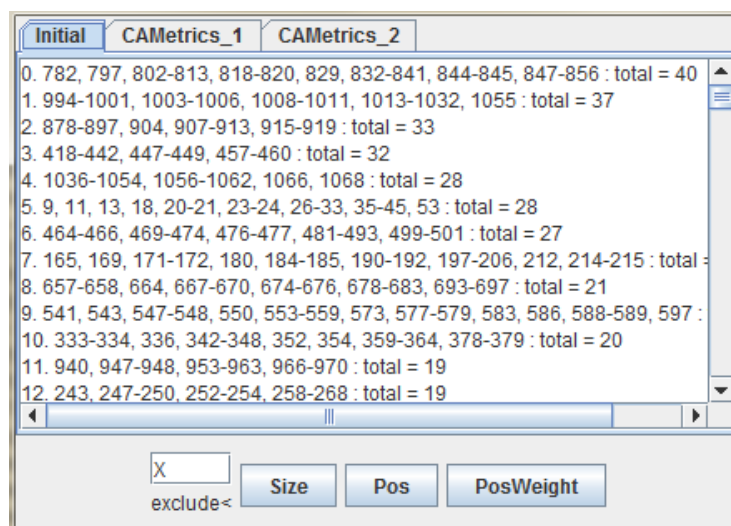 Initial CAMetrics_1 CAMetrics_2
0. 782, 797, 802-813, 818-820, 829, 832-841, 844-845, 847-856 : total = 40
1. 994-1001, 1003-1006, 1008-1011, 1013-1032, 1055 : total = 37
2. 878-897, 904, 907-913, 915-919 : total = 33
3. 418-442, 447-449, 457-460 : total = 32
4. 1036-1054, 1056-1062, 1066, 1068 : total = 28
5. 9, 11, 13, 18, 20-21, 23-24, 26-33, 35-45, 53 : total = 28
6. 464-466, 469-474, 476-477, 481-493, 499-501 : total = 27
7. 165, 169, 171-172, 180, 184-185, 190-192, 197-206, 212, 214-215 : total =
8. 657-658, 664, 667-670, 674-676, 678-683, 693-697 : total = 21
9. 541, 543, 547-548, 550, 553-559, 573, 577-579, 583, 586, 588-589, 597 :
10. 333-334, 336, 342-348, 352, 354, 359-364, 378-379 : total = 20
11. 940, 947-948, 953-963, 966-970 : total = 19
12. 243, 247-250, 252-254, 258-268 : total = 19
X Size Pos PosWeight
exclude<